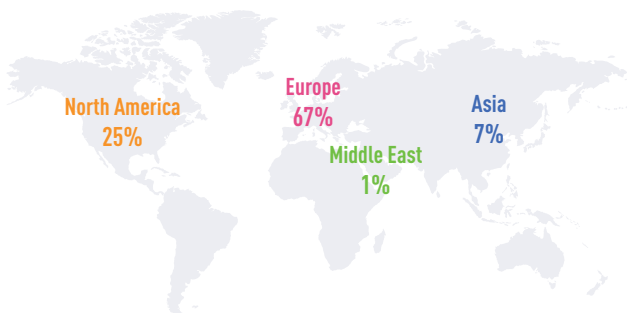 Europe
67%
North America
25%
Asia
7%
Middle East
1%